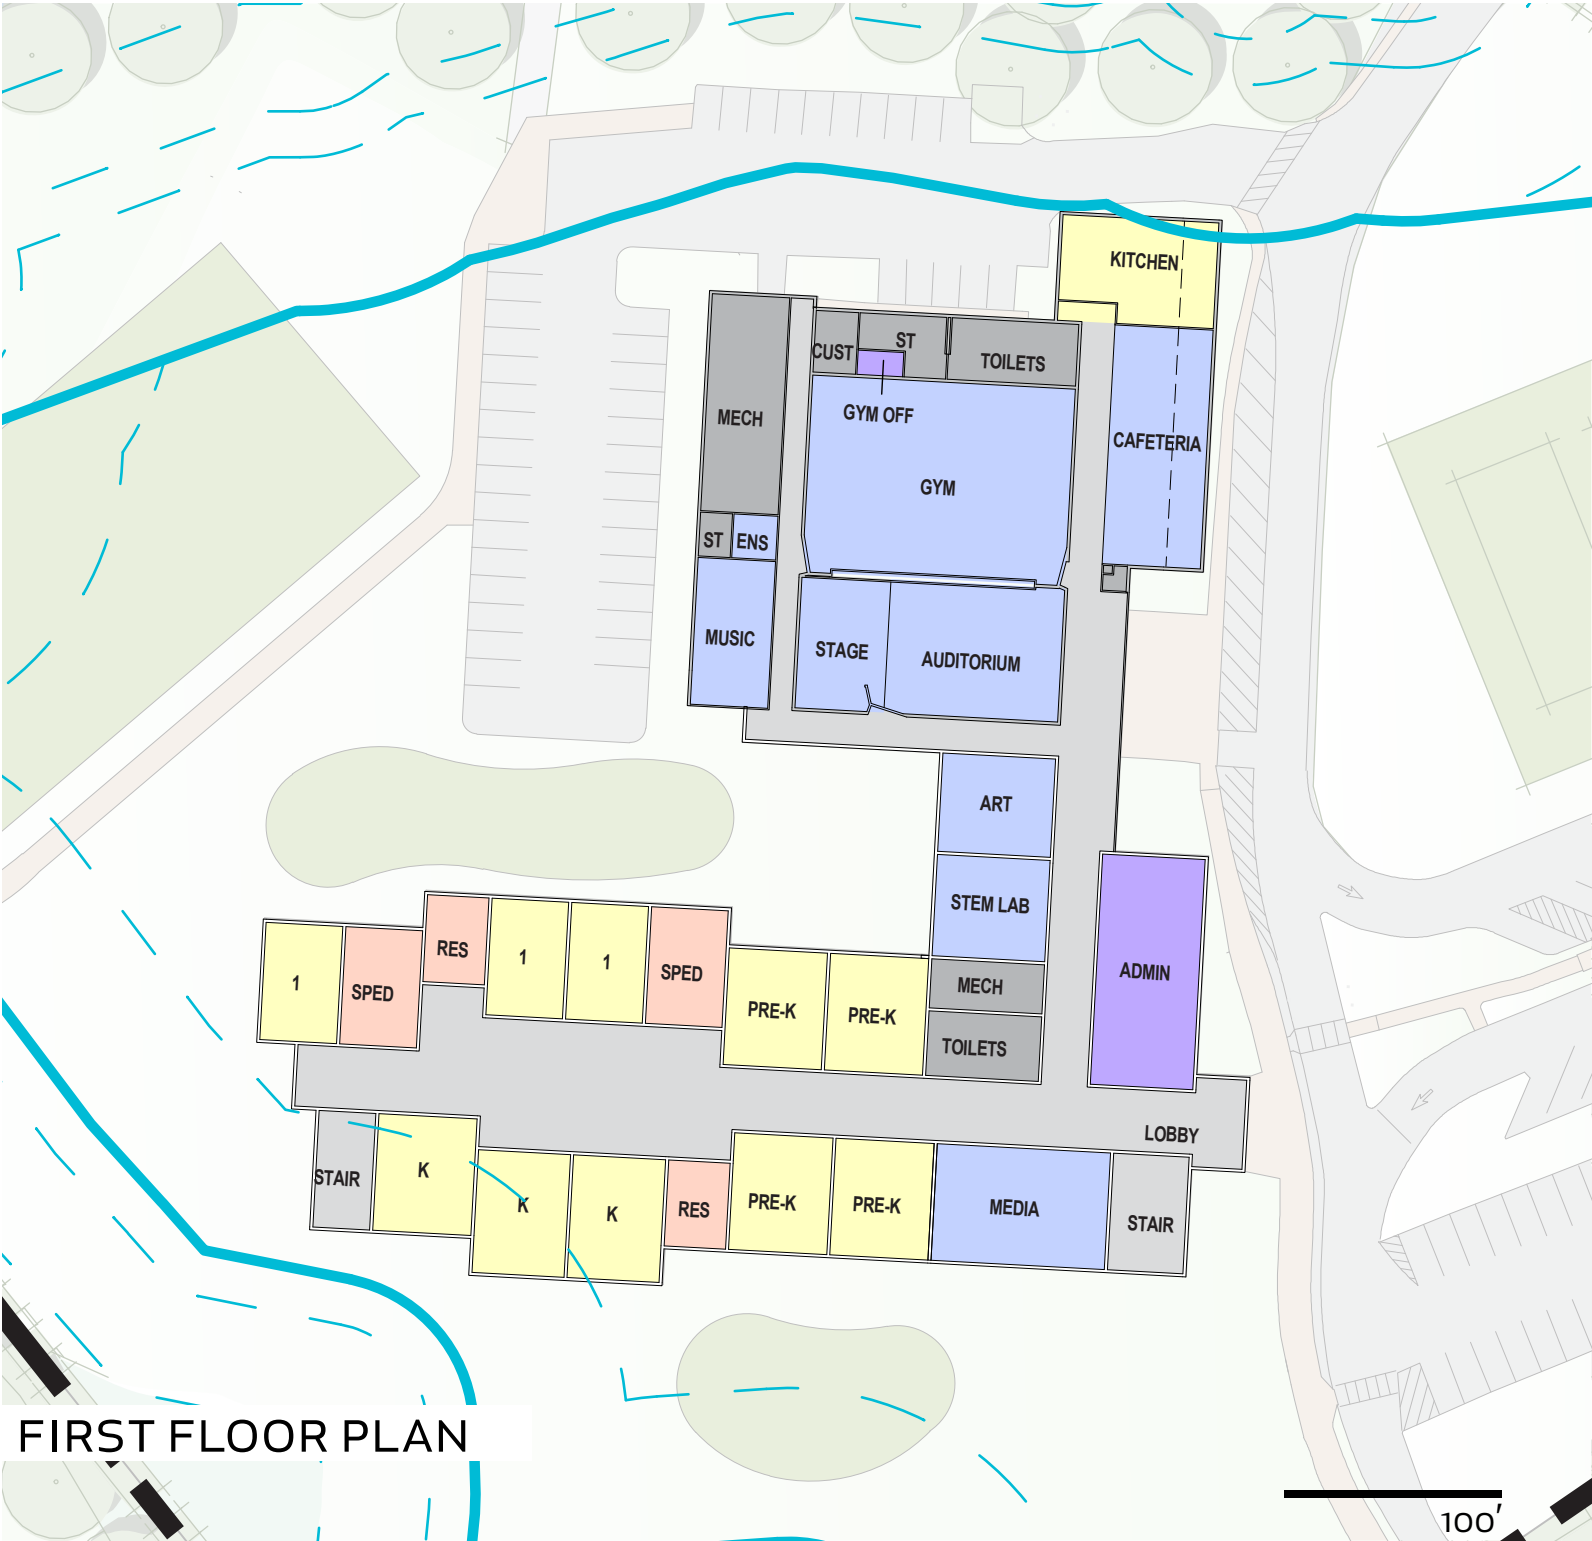 KITCHEN
ST
CUST
TOILETS
GYM OFF
MECH
CAFETERIA
GYM
ST
ENS
MUSIC
STAGE
AUDITORIUM
ART
STEM LAB
RES
1
1
SPED
ADMIN
1
SPED
MECH
PRE-K
PRE-K
TOILETS
LOBBY
STAIR
K
K
K
RES
PRE-K
PRE-K
MEDIA
STAIR
FIRST FLOOR PLAN
100'